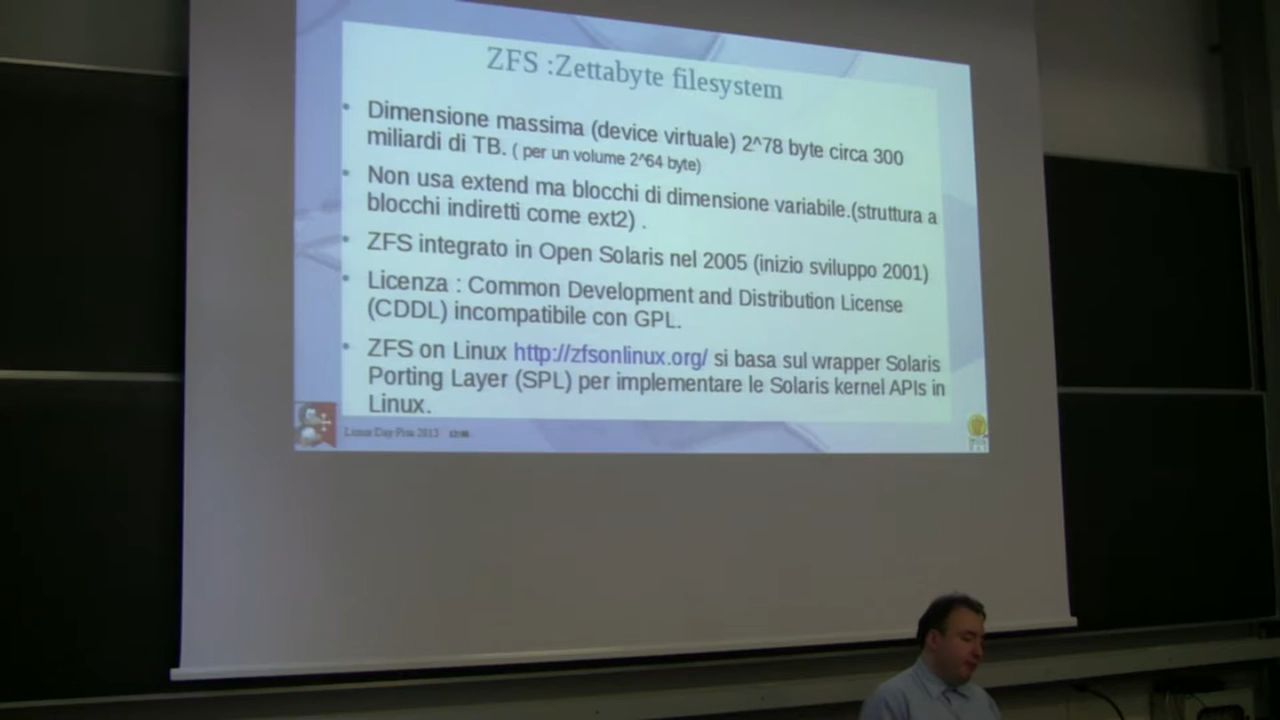 ZFS :Zettabyte filesystem
Dimensione massima (device virtuale) 2^78 byte circa 300
miliardi di TB. ( per un volume 2^64 byte)
Non usa extend ma blocchi di dimensione variabile.(struttura a
blocchi indiretti come ext2) .
ZFS integrato in Open Solaris nel 2005 (inizio sviluppo 2001)
Licenza : Common Development and Distribution License
(CDDL) incompatibile con GPL.
ZFS on Linux http://zfsonlinux.org/ si basa sul wrapper Solaris
Porting Layer (SPL) per implementare le Solaris kernel APIs in
Linux.
Linux Day Pisa 2013